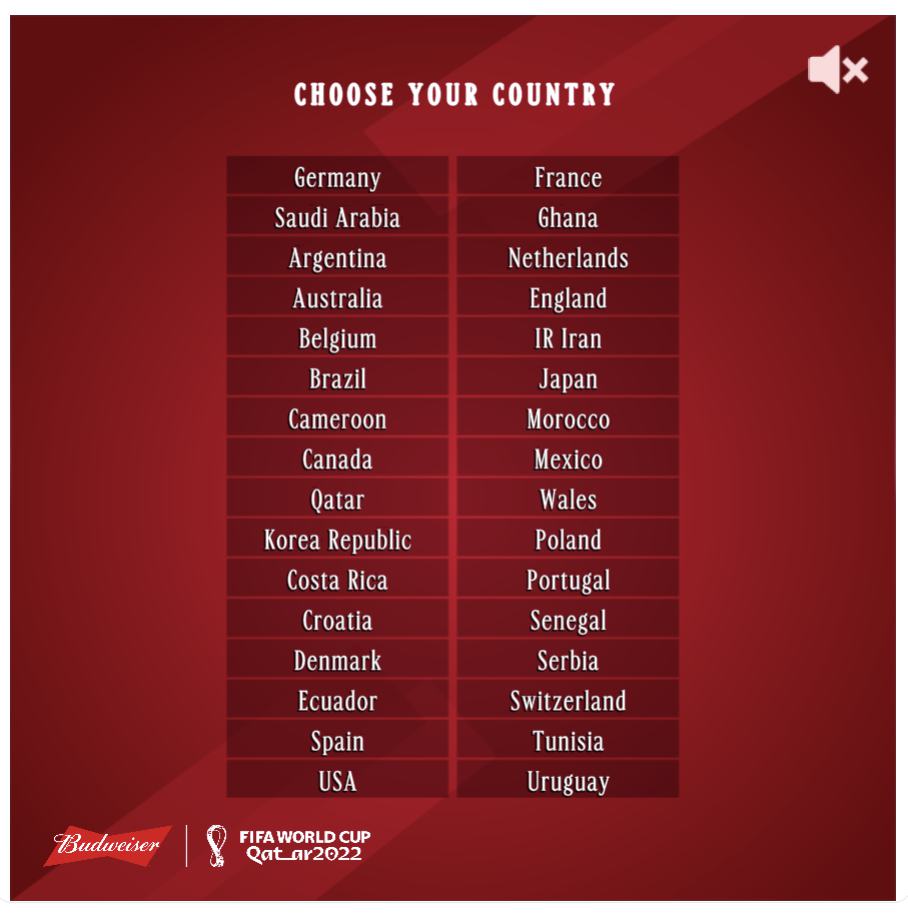 CHOOSE YOUR COUNTRY
Germany
Saudi Arabia
Argentina
Australia
Belgium
Brazil
Cameroon
Canada
Qatar
Korea Republic
Costa Rica
Croatia
Denmark
Ecuador
Spain
USA
France
Ghana
Netherlands
England
IR Iran
Japan
Morocco
Mexico
Wales
Poland
Portugal
Senegal
Serbia
Switzerland
Tunisia
Uruguay
Budweiser
FIFA WORLD CUP
Qatar2022